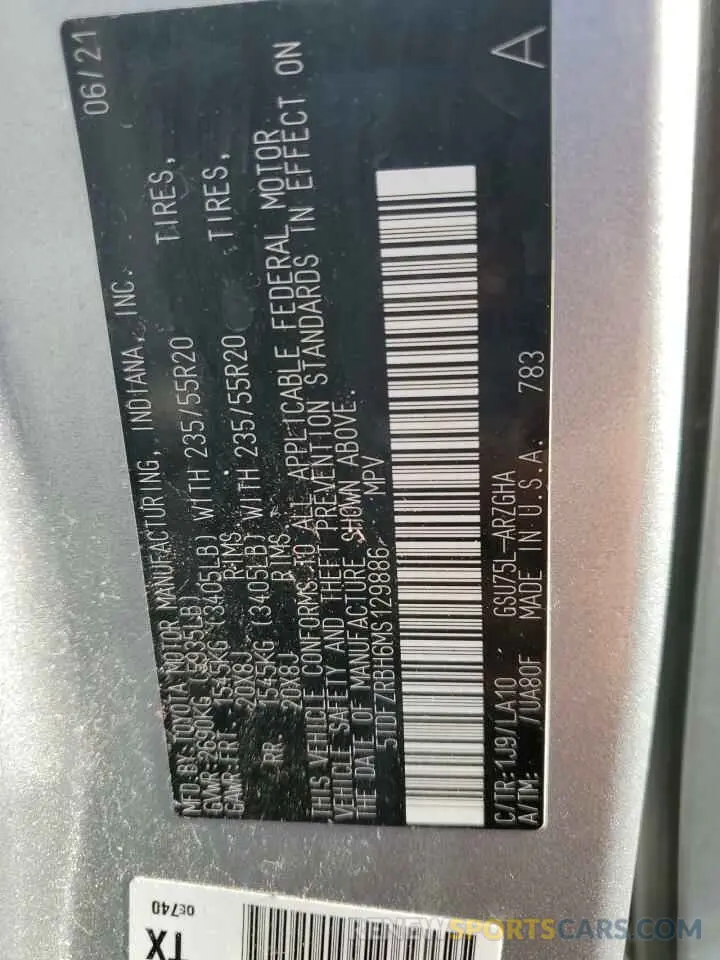 06/21
MFD.BY:TOYOTA MOTOR MANUFACTURING, INDIANA, INC.
GVWR:2690KG (5935LB)
GAWR:FRT 1545KG (3405LB) WITH 235/55R20 TIRES,
20X8J RIMS
RR 1545KG (3405LB) WITH 235/55R20 TIRES,
20X8J RIMS
THIS VEHICLE CONFORMS TO ALL APPLICABLE FEDERAL MOTOR
VEHICLE SAFETY AND THEFT PREVENTION STANDARDS IN EFFECT ON
THE DATE OF MANUFACTURE SHOWN ABOVE.
5TDFZRBH6MS129886 MPV
A
C/TR:1J9/LA10 GSU75L-ARZGHA
A/TM: /UA80F MADE IN U.S.A. 783
0E740
TX
RENEWSPORTSCARS.COM